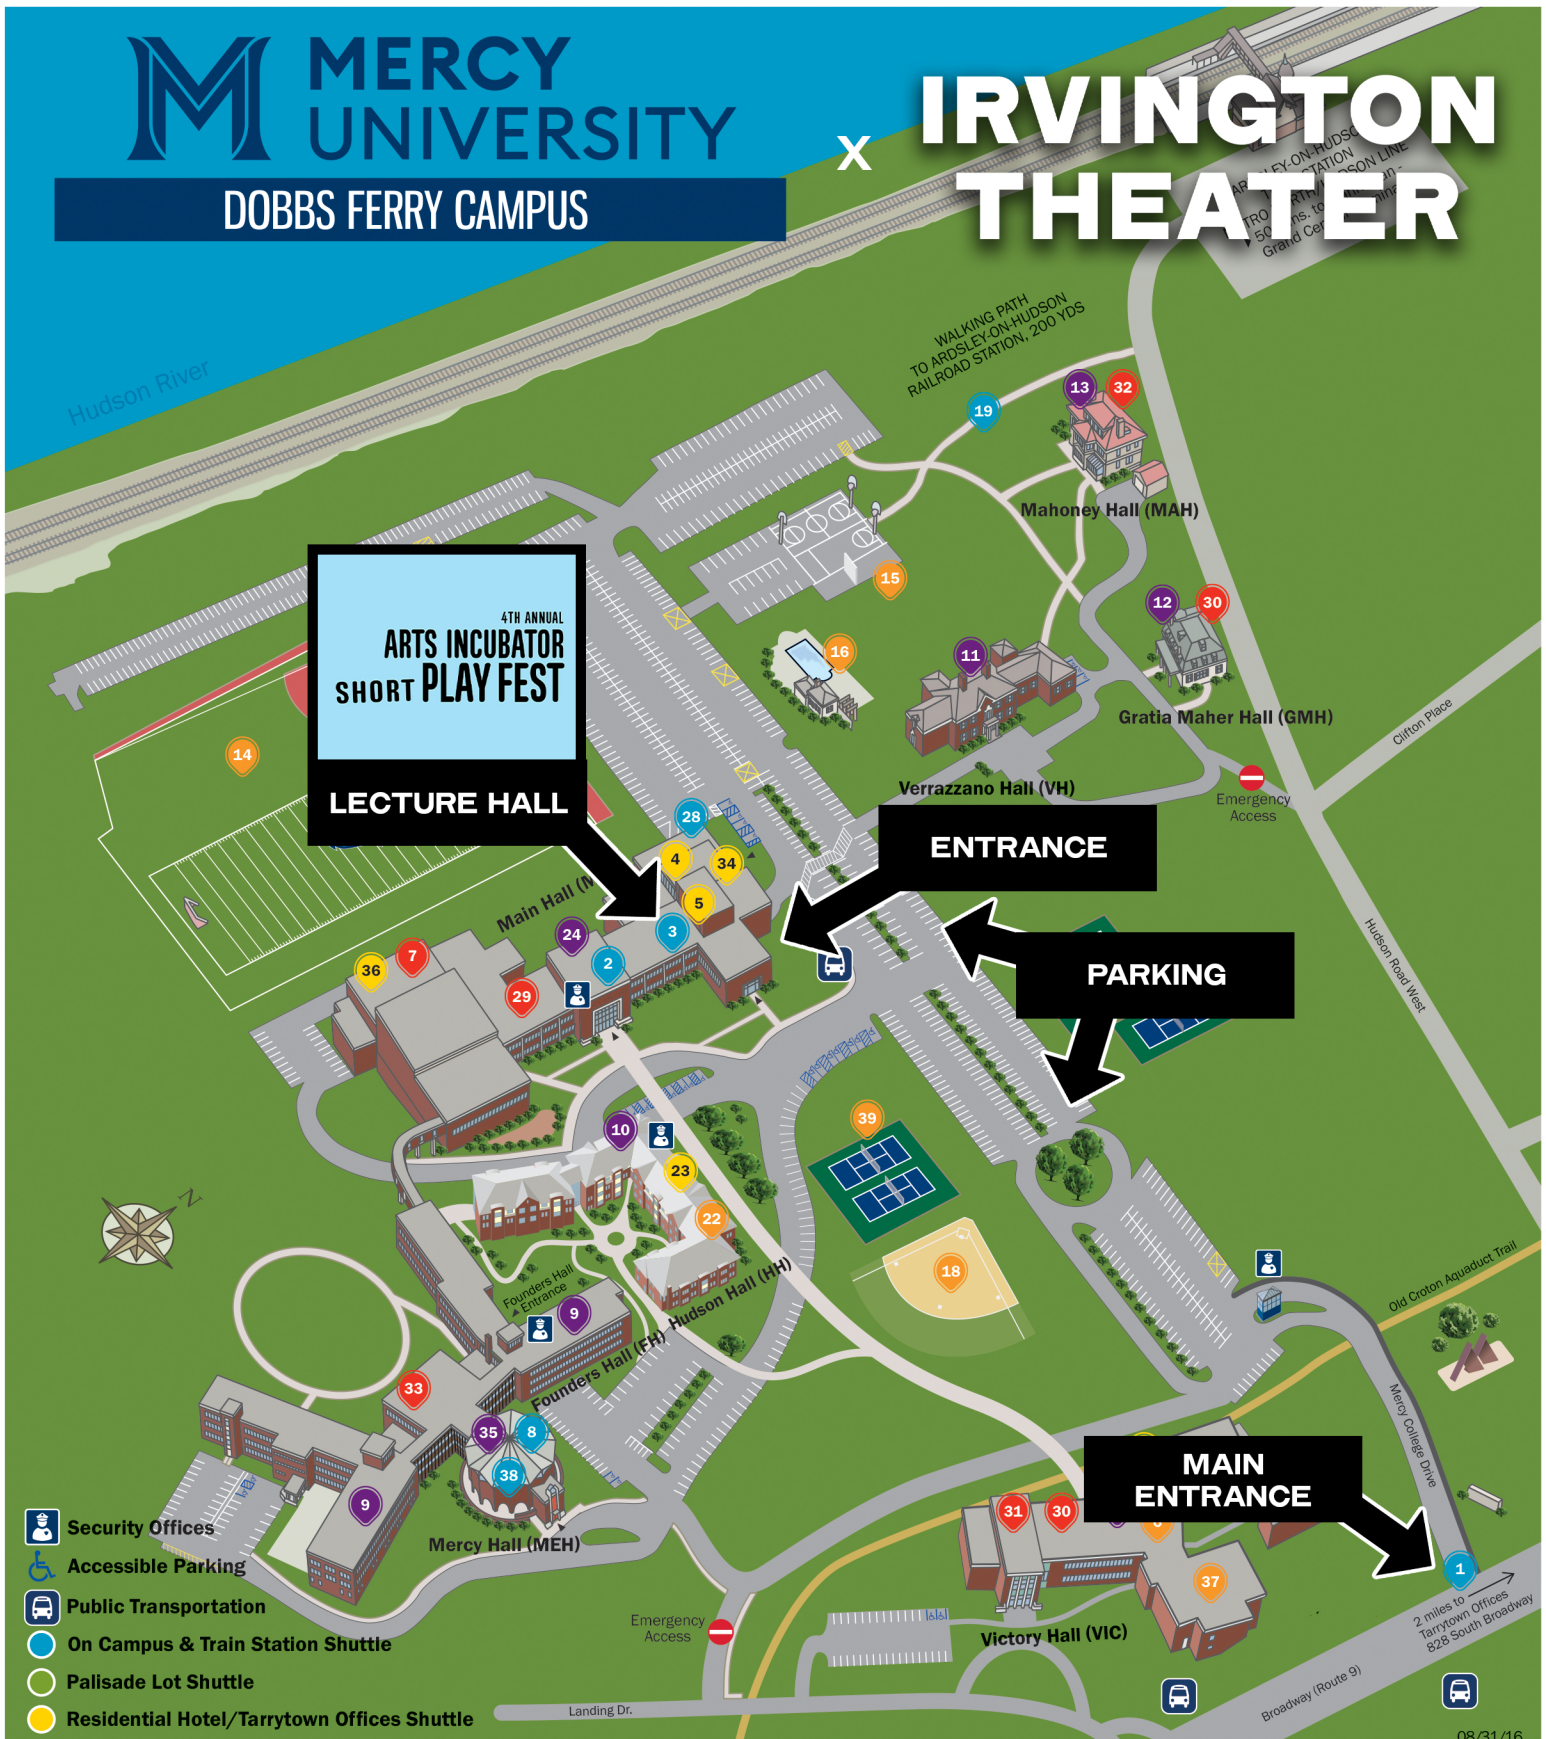 MERCY
UNIVERSITY
DOBBS FERRY CAMPUS
X
IRVINGTON
THEATER
STATION
Hudson River
WALKING PATH
TO ARDSLEY-ON-HUDSON
RAILROAD STATION, 200 YDS
13
32
19
Mahoney Hall (MAH)
15
12
30
16
11
Gratia Maher Hall (GMH)
Clifton Place
Verrazzano Hall (VH)
Emergency
Access
4TH ANNUAL
ARTS INCUBATOR
SHORT PLAY FEST
LECTURE HALL
14
28
4
34
5
Main Hall
ENTRANCE
24
3
2
7
36
29
PARKING
Hudson Road West
39
10
23
22
18
N
Founders Hall
Entrance
9
Hudson Hall (HH)
Founders Hall (FH)
33
35
8
38
9
Mercy Hall (MEH)
Old Croton Aquaduct Trail
Mercy College Drive
MAIN
ENTRANCE
31
30
37
1
Victory Hall (VIC)
2 miles to
Tarrytown Offices
828 South Broadway
Broadway (Route 9)
Emergency
Access
Landing Dr.
Security Offices
Accessible Parking
Public Transportation
On Campus & Train Station Shuttle
Palisade Lot Shuttle
Residential Hotel/Tarrytown Offices Shuttle
08/31/16